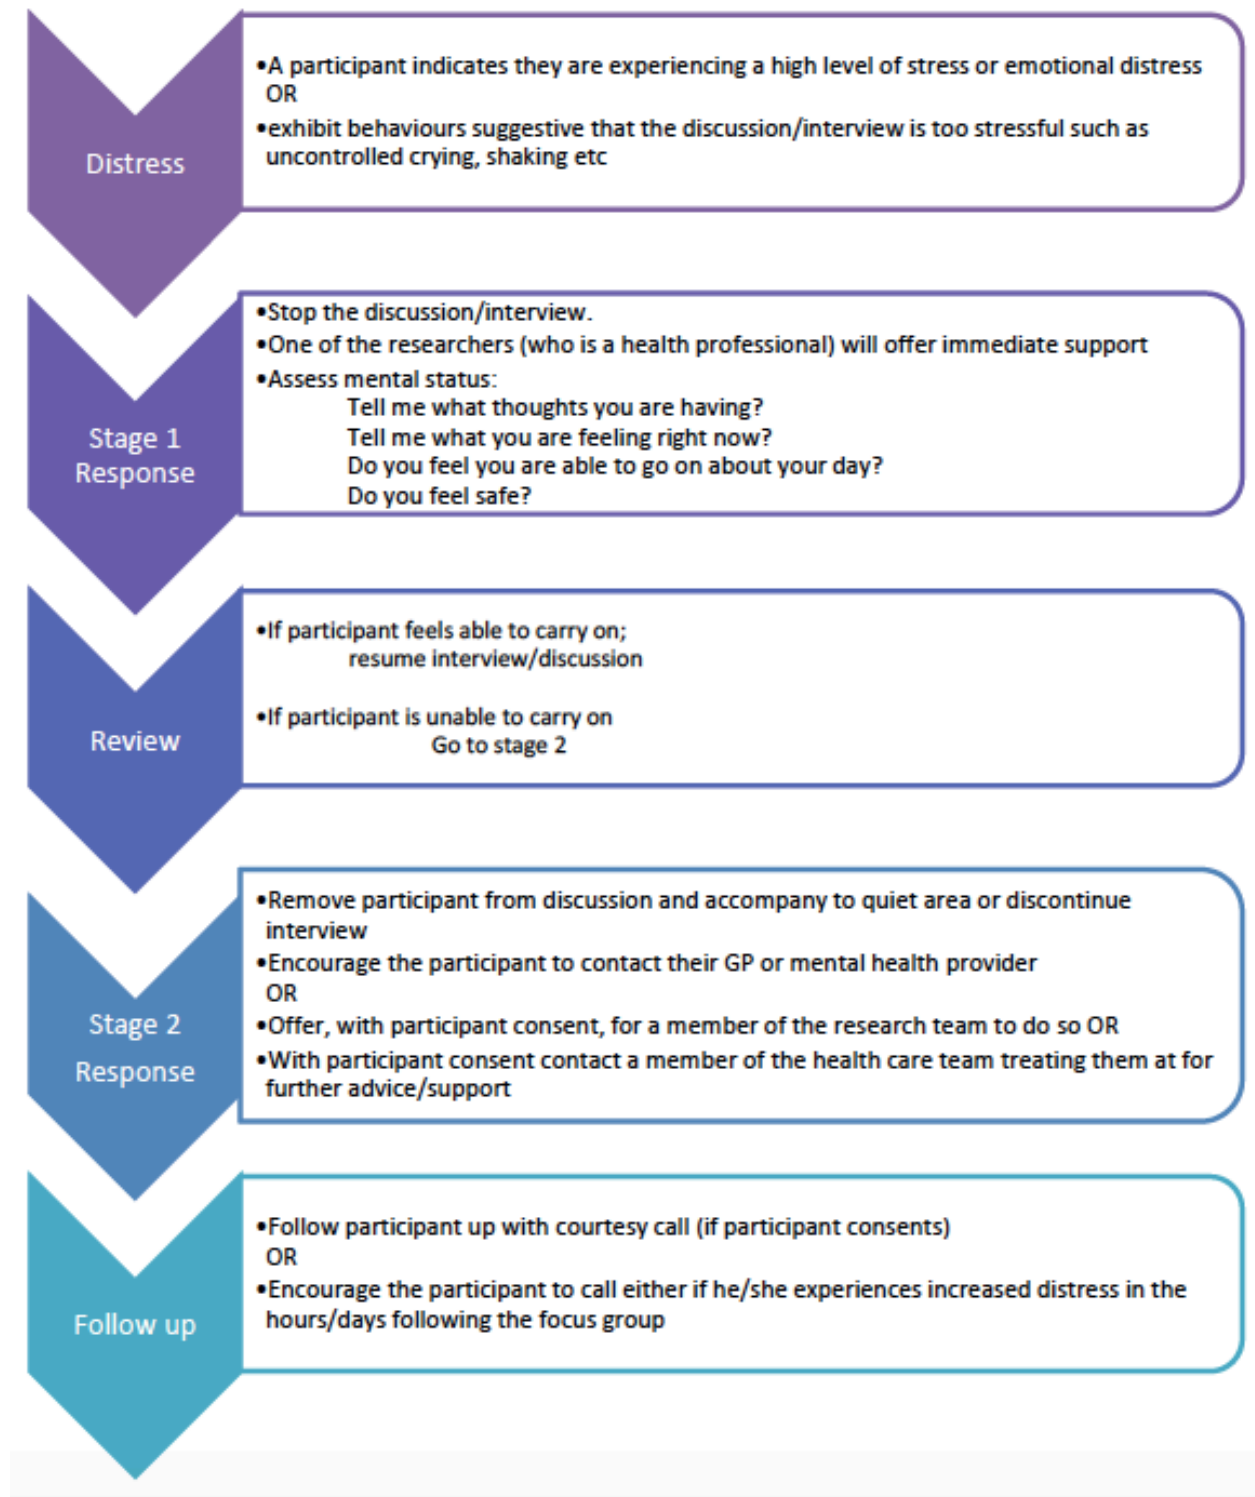 Distress
•A participant indicates they are experiencing a high level of stress or emotional distress
OR
•exhibit behaviours suggestive that the discussion/interview is too stressful such as
uncontrolled crying, shaking etc
Stage 1
Response
•Stop the discussion/interview.
•One of the researchers (who is a health professional) will offer immediate support
•Assess mental status:
Tell me what thoughts you are having?
Tell me what you are feeling right now?
Do you feel you are able to go on about your day?
Do you feel safe?
Review
•If participant feels able to carry on;
resume interview/discussion
•If participant is unable to carry on
Go to stage 2
Stage 2
Response
•Remove participant from discussion and accompany to quiet area or discontinue
interview
•Encourage the participant to contact their GP or mental health provider
OR
•Offer, with participant consent, for a member of the research team to do so OR
•With participant consent contact a member of the health care team treating them at for
further advice/support
Follow up
•Follow participant up with courtesy call (if participant consents)
OR
•Encourage the participant to call either if he/she experiences increased distress in the
hours/days following the focus group